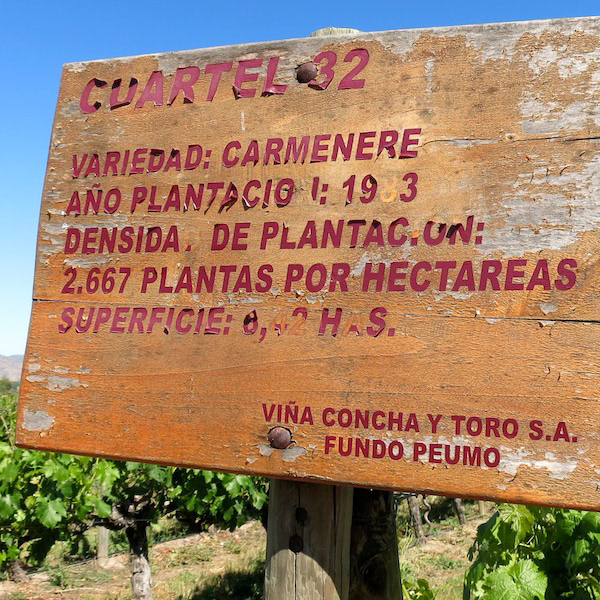 CUARTEL 32
VARIEDAD: CARMENERE
AÑO PLANTACION:
DENSIDAD DE PLANTACION:
2.667 PLANTAS POR HECTAREAS
SUPERFICIE: HAS.
VIÑA CONCHA Y TORO S.A.
FUNDO PEUMO